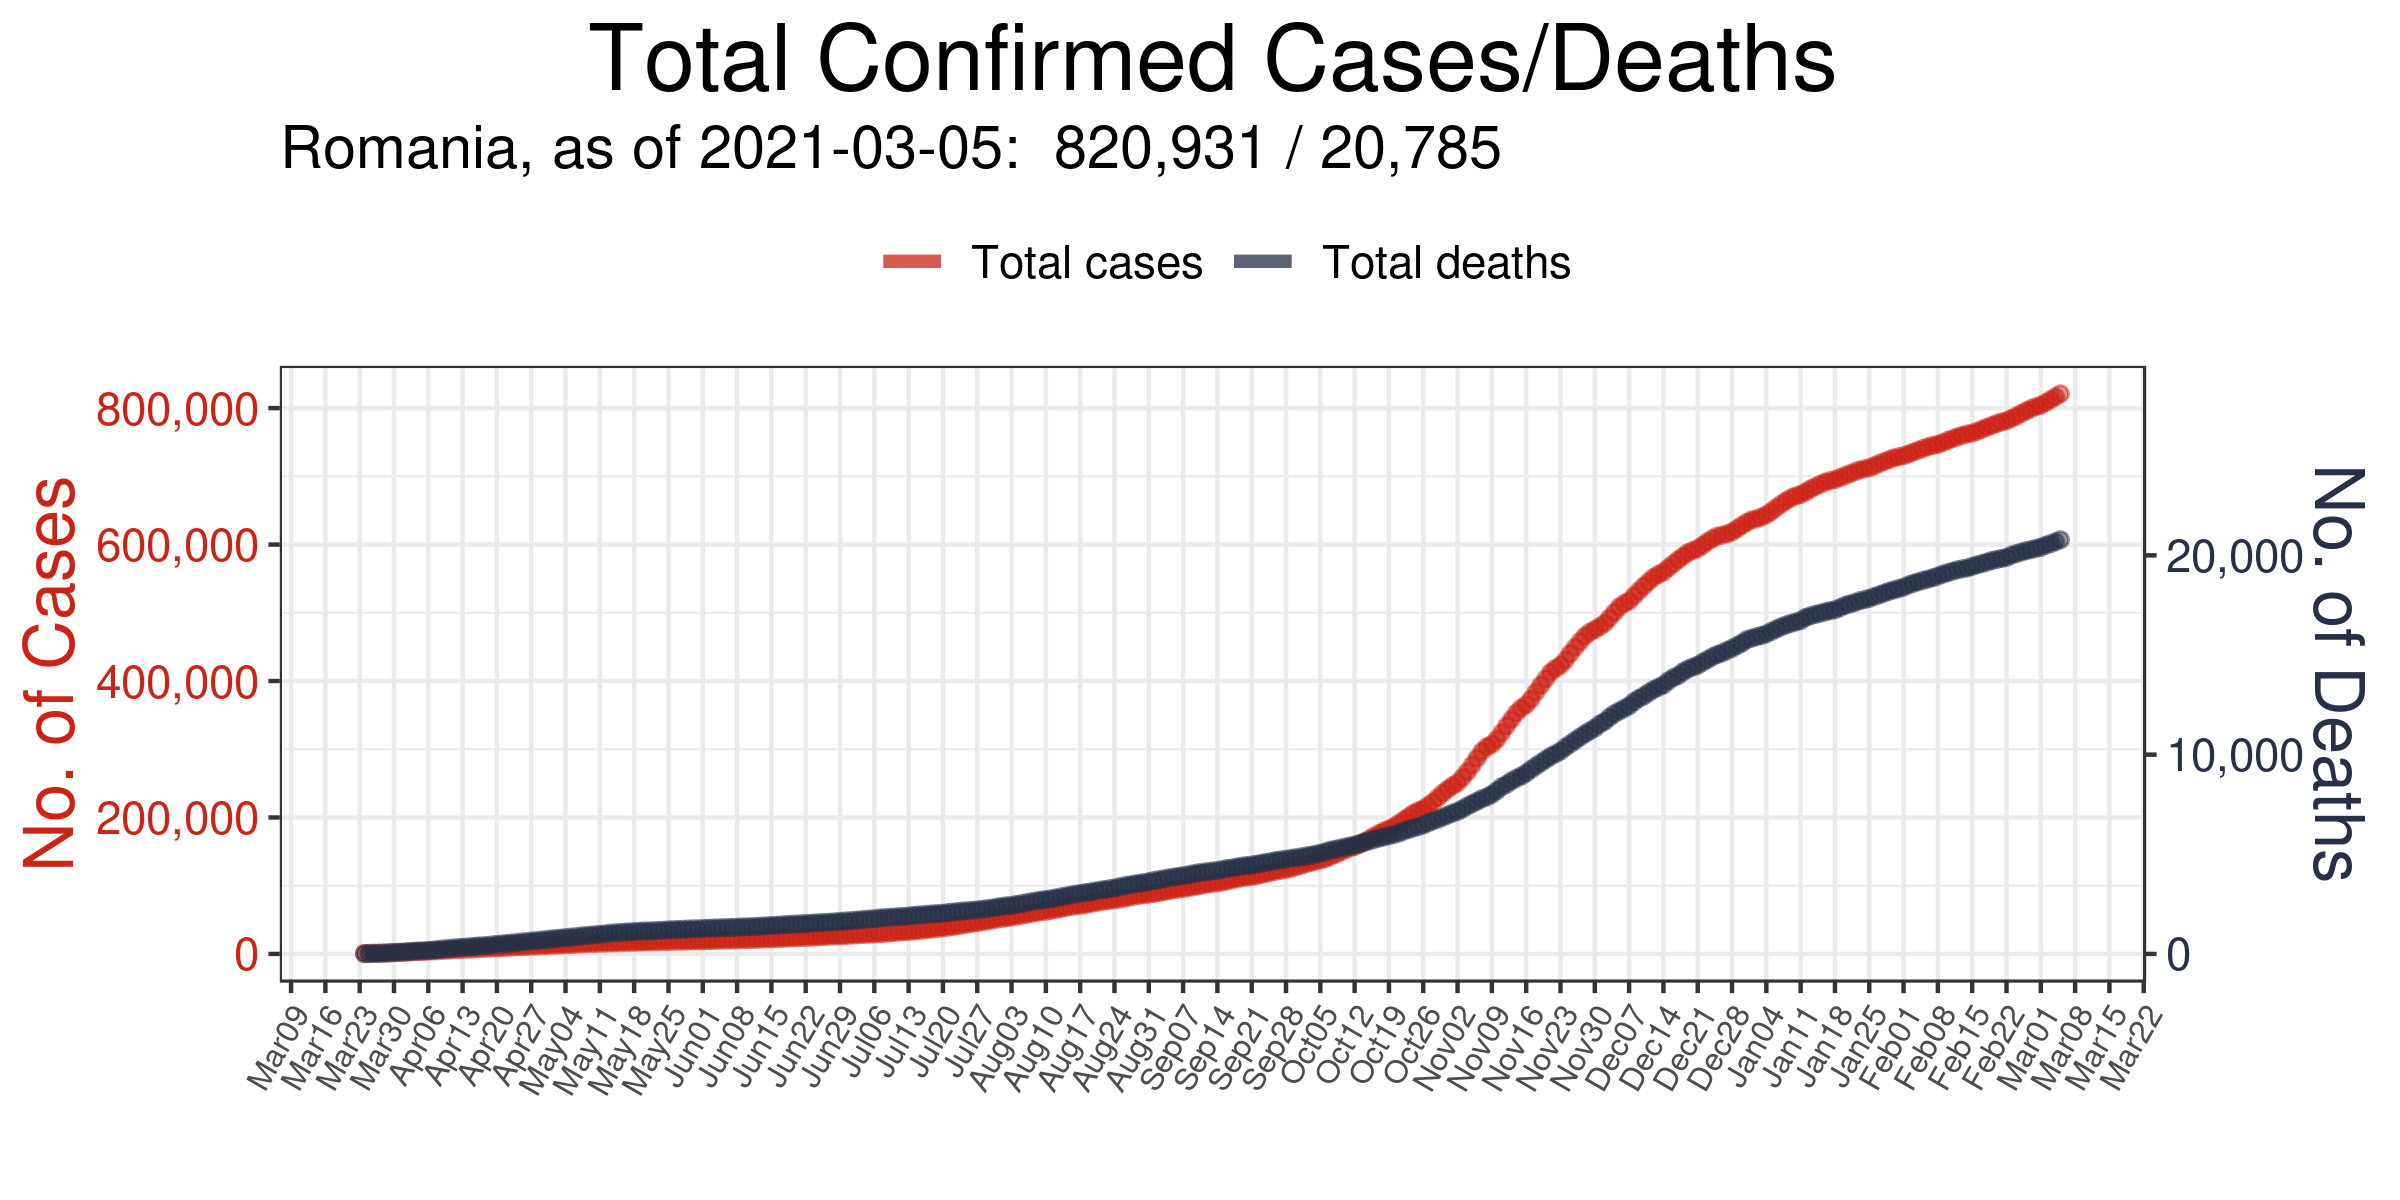 Total Confirmed Cases/Deaths
Romania, as of 2021-03-05: 820,931 / 20,785
Total cases
Total deaths
No. of Cases
800,000
600,000
400,000
200,000
0
20,000
10,000
0
No. of Deaths
Mar09
Mar16
Mar23
Mar30
Apr06
Apr13
Apr20
Apr27
May04
May11
May18
May25
Jun01
Jun08
Jun15
Jun22
Jun29
Jul06
Jul13
Jul20
Jul27
Aug03
Aug10
Aug17
Aug24
Aug31
Sep07
Sep14
Sep21
Sep28
Oct05
Oct12
Oct19
Oct26
Nov02
Nov09
Nov16
Nov23
Nov30
Dec07
Dec14
Dec21
Dec28
Jan04
Jan11
Jan18
Jan25
Feb01
Feb08
Feb15
Feb22
Mar01
Mar08
Mar15
Mar22